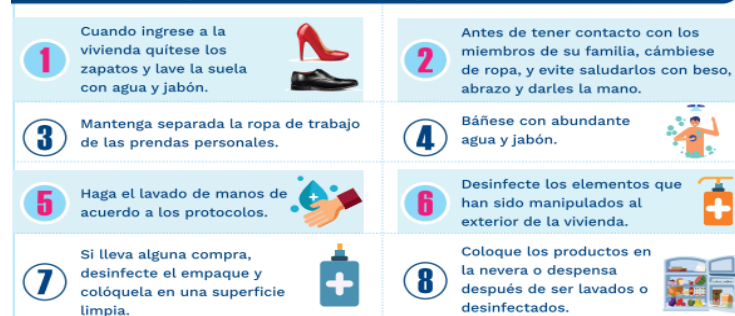 1
Cuando ingrese a la
vivienda quítese los
zapatos y lave la suela
con agua y jabón.
2
Antes de tener contacto con los
miembros de su familia, cámbiese
de ropa, y evite saludarlos con beso,
abrazo y darles la mano.
3
Mantenga separada la ropa de trabajo
de las prendas personales.
4
Báñese con abundante
agua y jabón.
5
Haga el lavado de manos de
acuerdo a los protocolos.
6
Desinfecte los elementos que
han sido manipulados al
exterior de la vivienda.
7
Si lleva alguna compra,
desinfecte el empaque y
colóquela en una superficie
limpia.
8
Coloque los productos en
la nevera o despensa
después de ser lavados o
desinfectados.